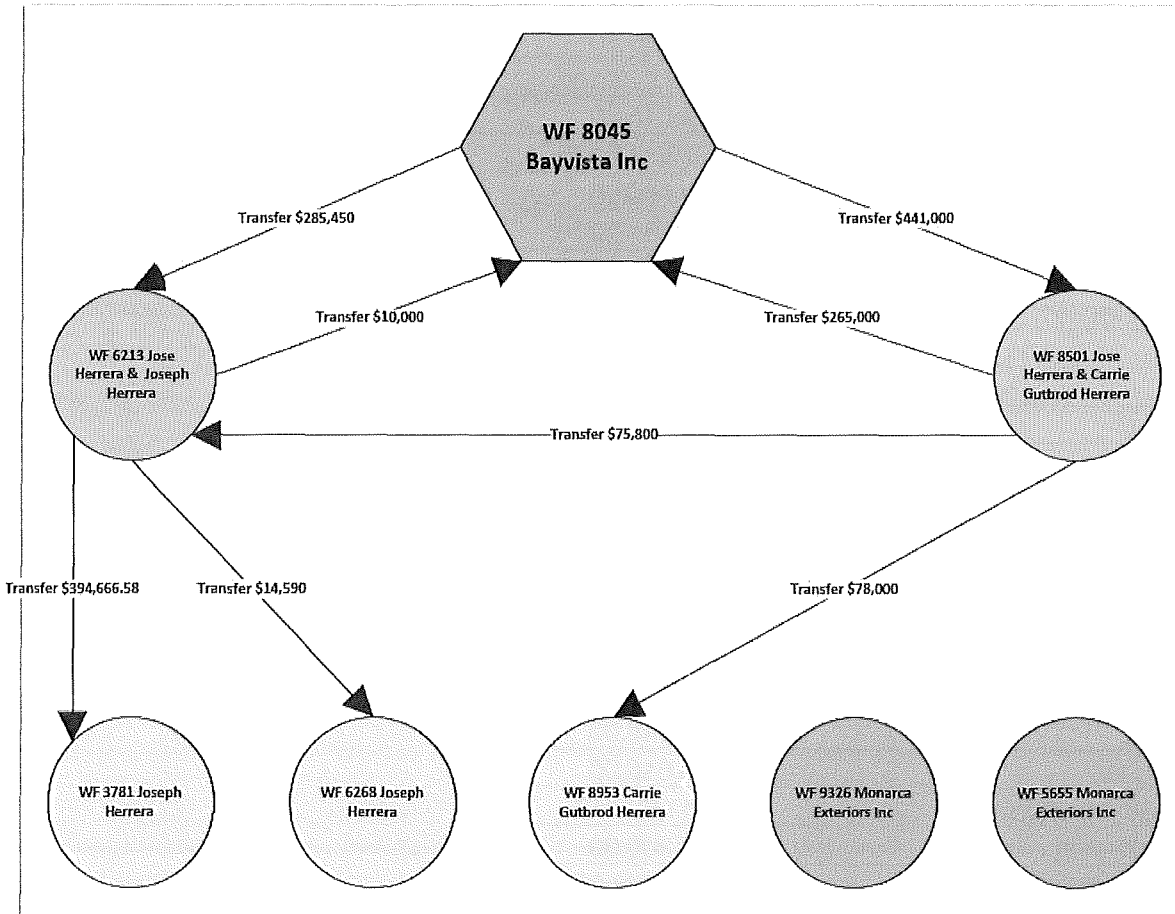 WF 8045
Bayvista Inc
Transfer $285,450
Transfer $441,000
Transfer $10,000
Transfer $265,000
WF 6213 Jose
Herrera & Joseph
Herrera
WF 8501 Jose
Herrera & Carrie
Gutbrod Herrera
Transfer $75,800
Transfer $394,666.58
Transfer $14,590
Transfer $78,000
WF 3781 Joseph
Herrera
WF 6268 Joseph
Herrera
WF 8953 Carrie
Gutbrod Herrera
WF 9326 Monarca
Exteriors Inc
WF 5655 Monarca
Exteriors Inc